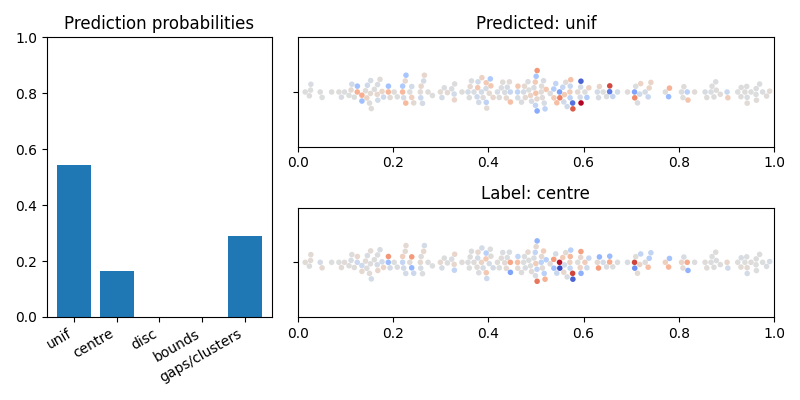 Prediction probabilities
1.0
0.8
0.6
0.4
0.2
0.0
unif
centre
disc
bounds
gaps/clusters
Predicted: unif
0.0 0.2 0.4 0.6 0.8 1.0
Label: centre
0.0 0.2 0.4 0.6 0.8 1.0